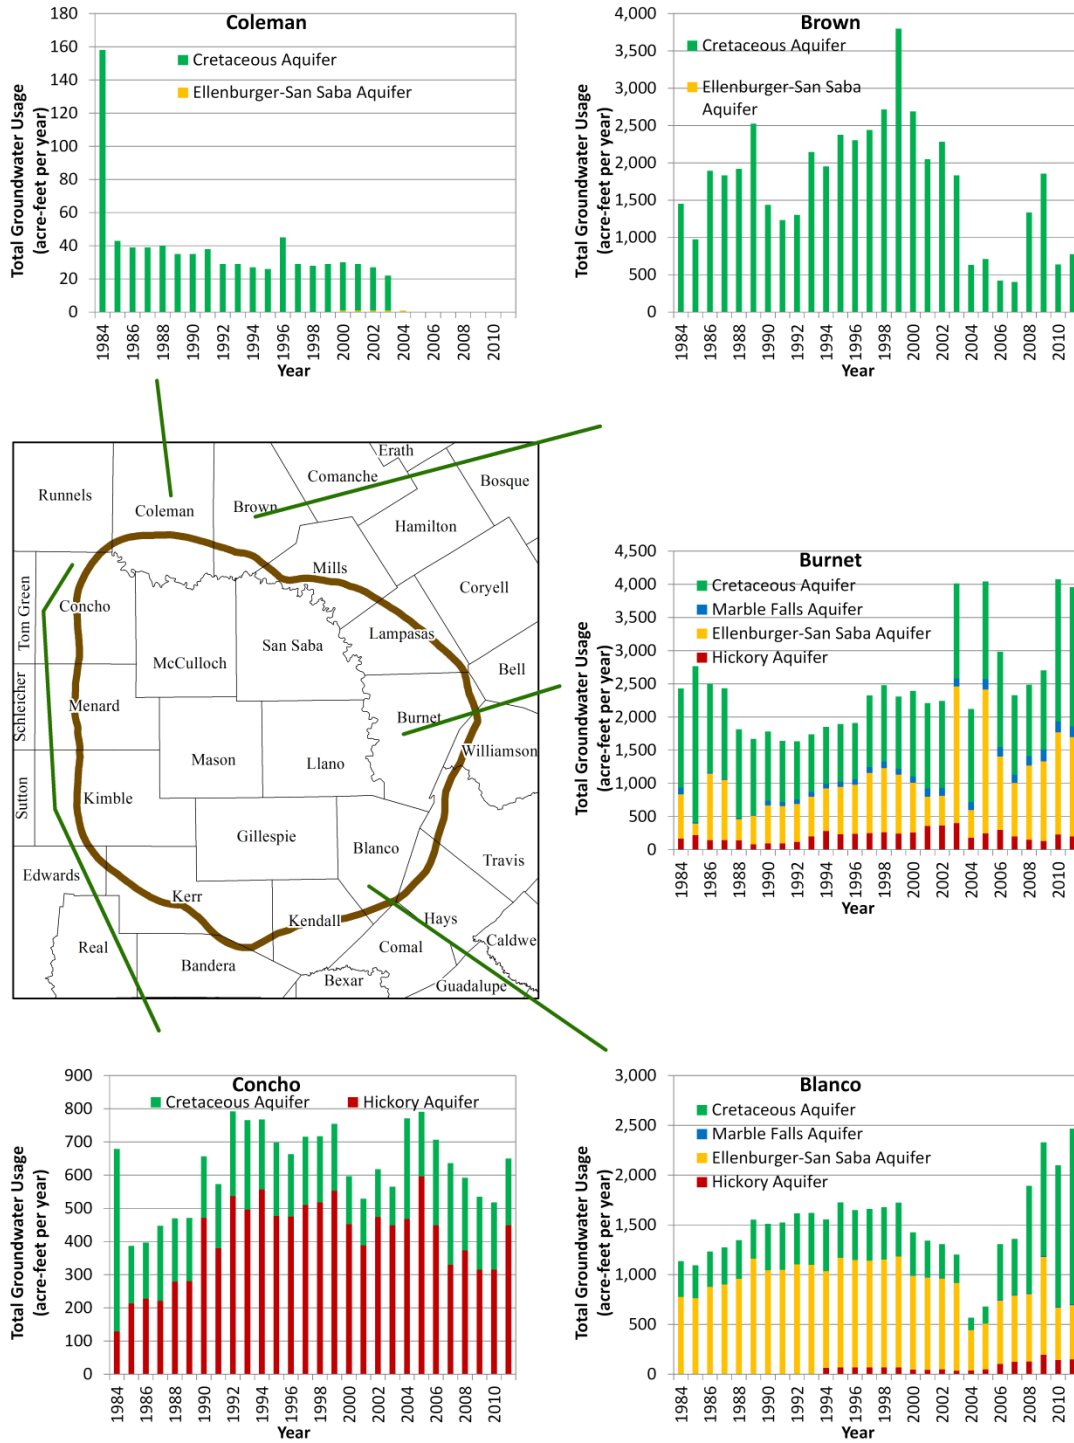 Coleman
Total Groundwater Usage
(acre-feet per year)
180
160
140
120
100
80
60
40
20
0
Cretaceous Aquifer
Ellenburger-San Saba Aquifer
1984
1986
1988
1990
1992
1994
1996
1998
2000
2002
2004
2006
2008
2010
Year
Brown
Total Groundwater Usage
(acre-feet per year)
4,000
3,500
3,000
2,500
2,000
1,500
1,000
500
0
Cretaceous Aquifer
Ellenburger-San Saba
Aquifer
1984
1986
1988
1990
1992
1994
1996
1998
2000
2002
2004
2006
2008
2010
Year
Erath
Comanche
Bosque
Runnels
Coleman
Brown
Hamilton
Mills
Coryell
Tom Green
Concho
Lampasas
San Saba
McCulloch
Bell
Schleicher
Menard
Burnet
Williamson
Mason
Llano
Sutton
Kimble
Gillespie
Blanco
Travis
Edwards
Kerr
Kendall
Hays
Real
Comal
Caldwe
Bandera
Bexar
Guadalupe
Burnet
Total Groundwater Usage
(acre-feet per year)
4,500
4,000
3,500
3,000
2,500
2,000
1,500
1,000
500
0
Cretaceous Aquifer
Marble Falls Aquifer
Ellenburger-San Saba Aquifer
Hickory Aquifer
1984
1986
1988
1990
1992
1994
1996
1998
2000
2002
2004
2006
2008
2010
Year
Concho
Total Groundwater Usage
(acre-feet per year)
900
800
700
600
500
400
300
200
100
0
Cretaceous Aquifer
Hickory Aquifer
1984
1986
1988
1990
1992
1994
1996
1998
2000
2002
2004
2006
2008
2010
Year
Blanco
Total Groundwater Usage
(acre-feet per year)
3,000
2,500
2,000
1,500
1,000
500
0
Cretaceous Aquifer
Marble Falls Aquifer
Ellenburger-San Saba Aquifer
Hickory Aquifer
1984
1986
1988
1990
1992
1994
1996
1998
2000
2002
2004
2006
2008
2010
Year